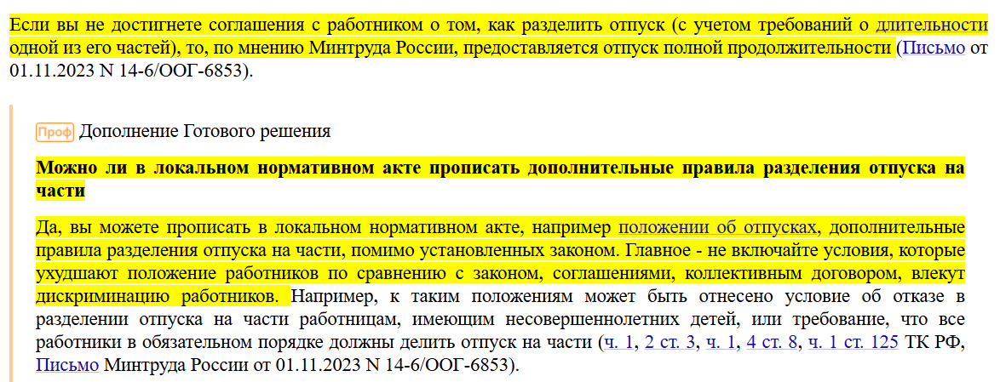 Если вы не достигнете соглашения с работником о том, как разделить отпуск (с учетом требований о длительности
одной из его частей), то, по мнению Минтруда России, предоставляется отпуск полной продолжительности (Письмо от
01.11.2023 N 14-6/ООГ-6853).
Проф Дополнение Готового решения
Можно ли в локальном нормативном акте прописать дополнительные правила разделения отпуска на
части
Да, вы можете прописать в локальном нормативном акте, например положении об отпусках, дополнительные
правила разделения отпуска на части, помимо установленных законом. Главное - не включайте условия, которые
ухудшают положение работников по сравнению с законом, соглашениями, коллективным договором, влекут
дискриминацию работников. Например, к таким положениям может быть отнесено условие об отказе в
разделении отпуска на части работницам, имеющим несовершеннолетних детей, или требование, что все
работники в обязательном порядке должны делить отпуск на части (ч. 1, 2 ст. 3, ч. 1, 4 ст. 8, ч. 1 ст. 125 ТК РФ,
Письмо Минтруда России от 01.11.2023 N 14-6/ООГ-6853).